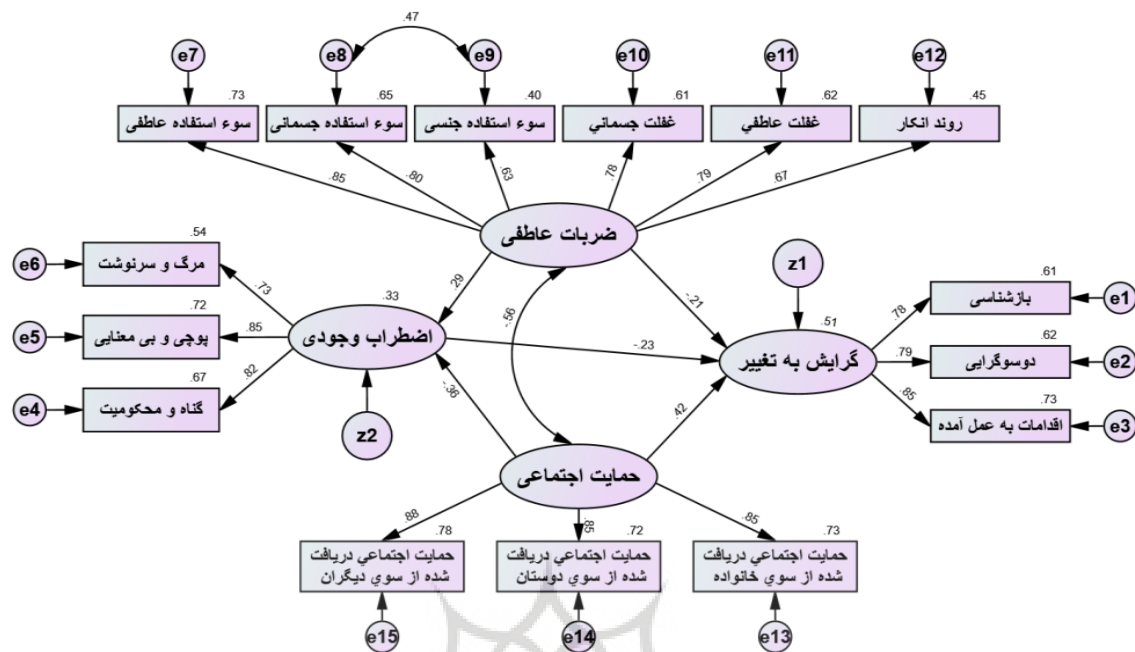 .47
e7
e8
e9
e10
e11
e12
.73
.65
.40
.61
.62
.45
سوء استفاده عاطفی
سوء استفاده جسمانی
سوء استفاده جنسی
غفلت جسماني
غفلت عاطفي
روند انکار
.85
.80
.63
.78
.79
.67
ضربات عاطفی
e6
.54
مرگ و سرنوشت
.73
e5
.72
پوچی و بی معنایی
.85
e4
.67
گناه و محکومیت
.82
.33
اضطراب وجودی
z2
.29
-.56
-.36
-.21
-.23
.42
z1
.51
گرایش به تغییر
.78
.61
بازشناسی
e1
.79
.62
دوسوگرایی
e2
.85
.73
اقدامات به عمل آمده
e3
حمایت اجتماعی
.88
.85
.85
.78
.72
.73
حمایت اجتماعي دریافت
شده از سوي دیگران
حمایت اجتماعي دریافت
شده از سوي دوستان
حمایت اجتماعي دریافت
شده از سوي خانواده
e15
e14
e13